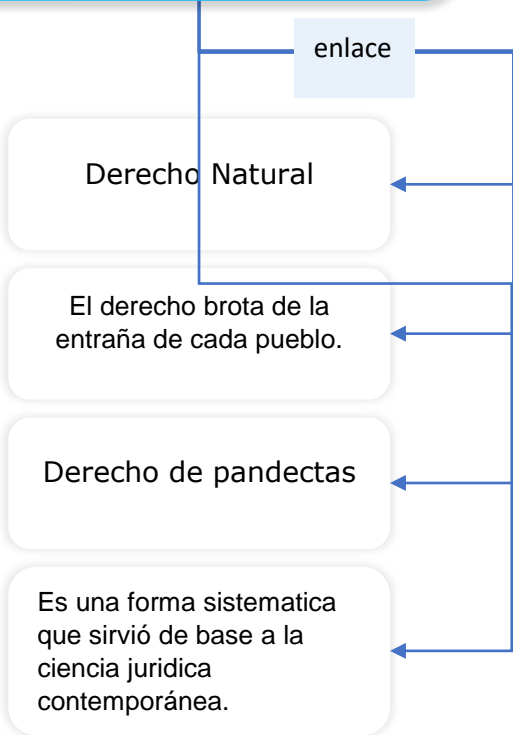 enlace
Derecho Natural
El derecho brota de la
entraña de cada pueblo.
Derecho de pandectas
Es una forma sistematica
que sirvió de base a la
ciencia juridica
contemporánea.